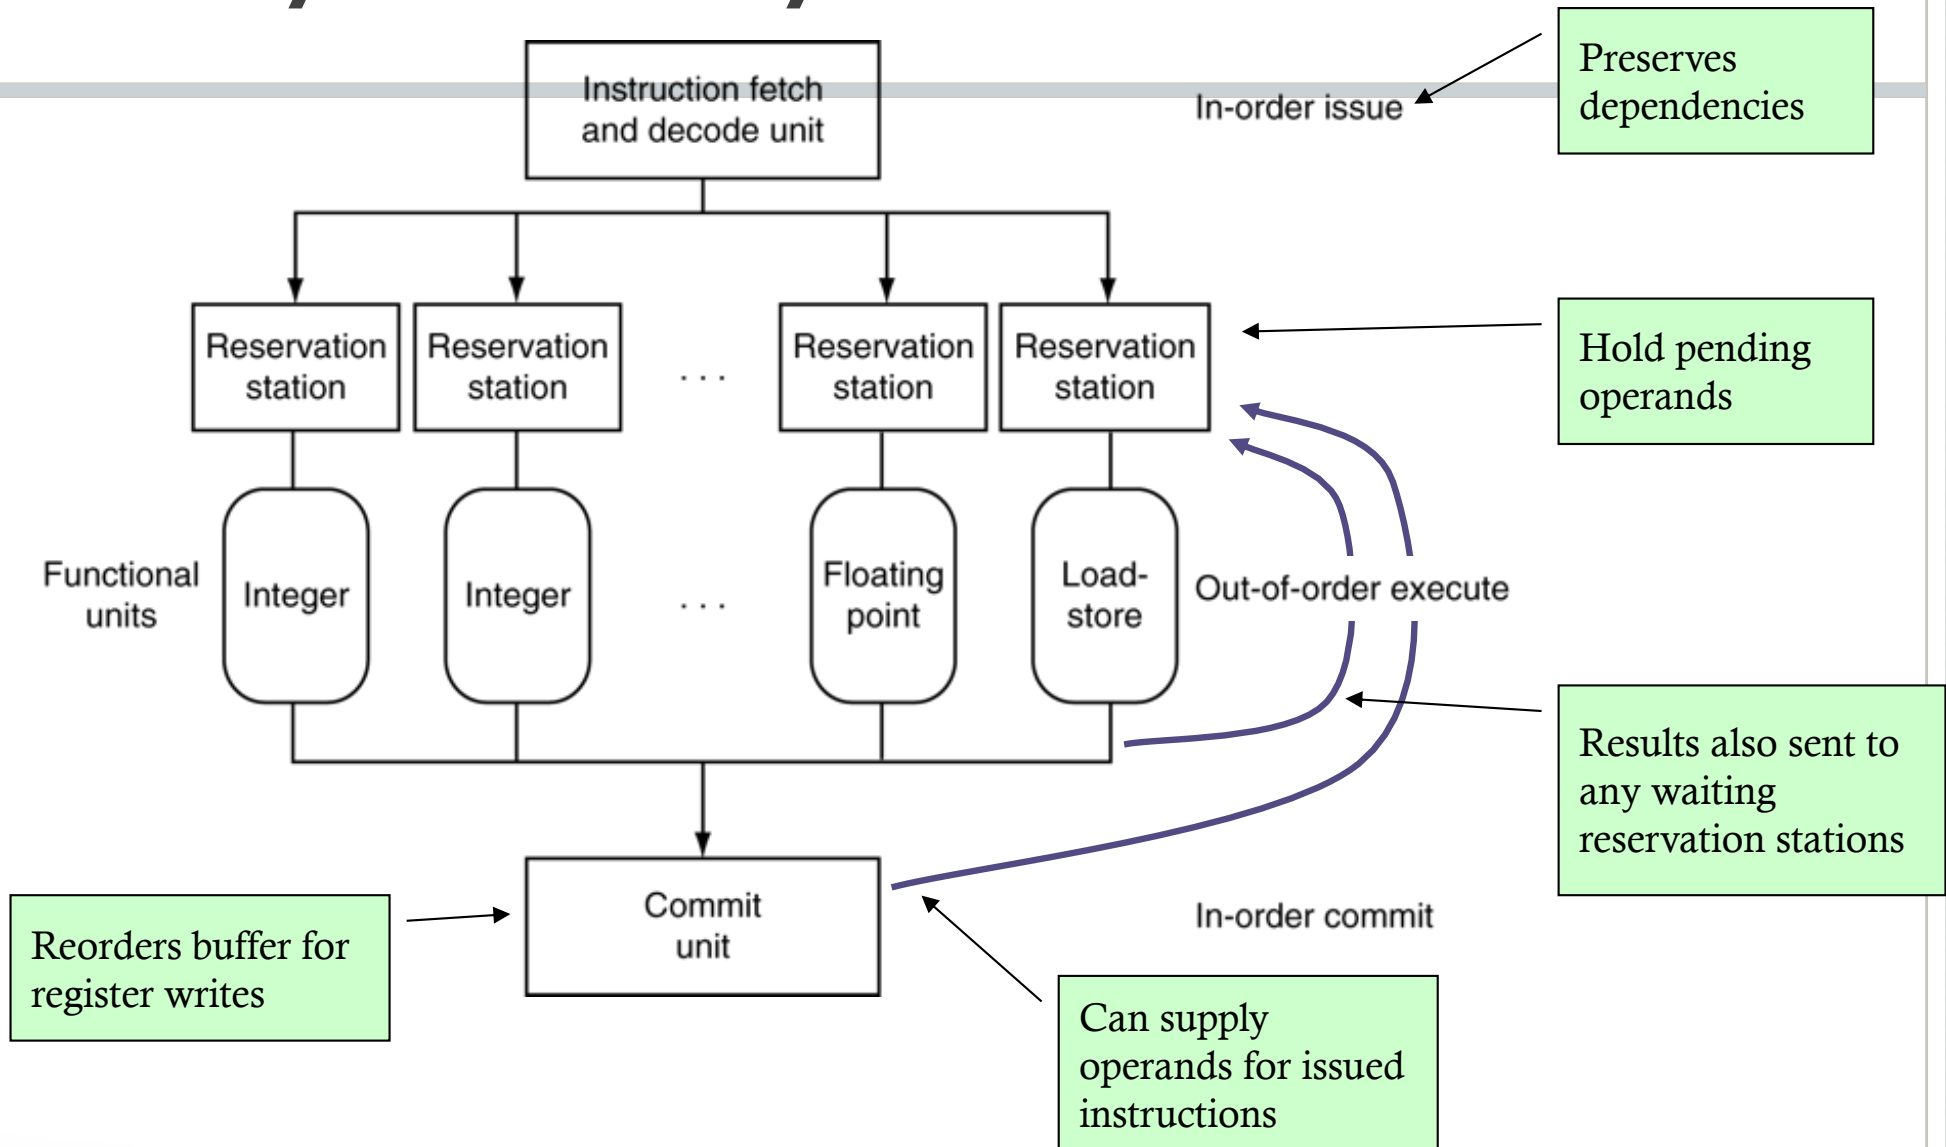 Instruction fetch
and decode unit
In-order issue
Preserves
dependencies
Reservation
station
Reservation
station
. . .
Reservation
station
Reservation
station
Hold pending
operands
Functional
units
Integer
Integer
. . .
Floating
point
Load-
store
Out-of-order execute
Results also sent to
any waiting
reservation stations
Commit
unit
In-order commit
Reorders buffer for
register writes
Can supply
operands for issued
instructions